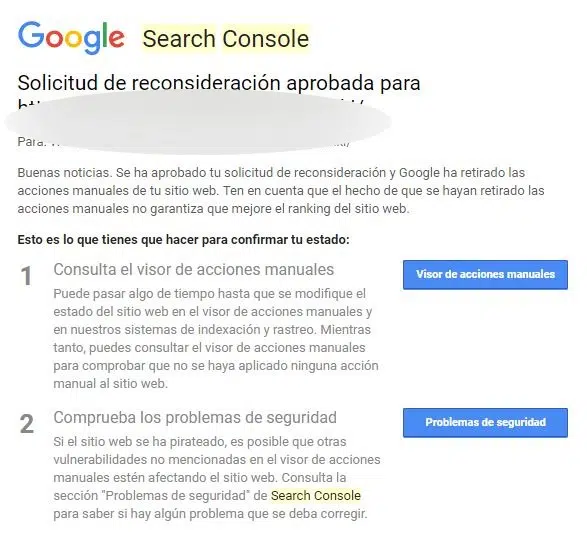 Google Search Console
Solicitud de reconsideración aprobada para
Para:
Buenas noticias. Se ha aprobado tu solicitud de reconsideración y Google ha retirado las
acciones manuales de tu sitio web. Ten en cuenta que el hecho de que se hayan retirado las
acciones manuales no garantiza que mejore el ranking del sitio web.
Esto es lo que tienes que hacer para confirmar tu estado:
1 Consulta el visor de acciones manuales
Visor de acciones manuales
Puede pasar algo de tiempo hasta que se modifique el
estado del sitio web en el visor de acciones manuales y
en nuestros sistemas de indexación y rastreo. Mientras
tanto, puedes consultar el visor de acciones manuales
para comprobar que no se haya aplicado ninguna acción
manual al sitio web.
2 Comprueba los problemas de seguridad
Problemas de seguridad
Si el sitio web se ha pirateado, es posible que otras
vulnerabilidades no mencionadas en el visor de acciones
manuales estén afectando el sitio web. Consulta la
sección "Problemas de seguridad" de Search Console
para saber si hay algún problema que se deba corregir.